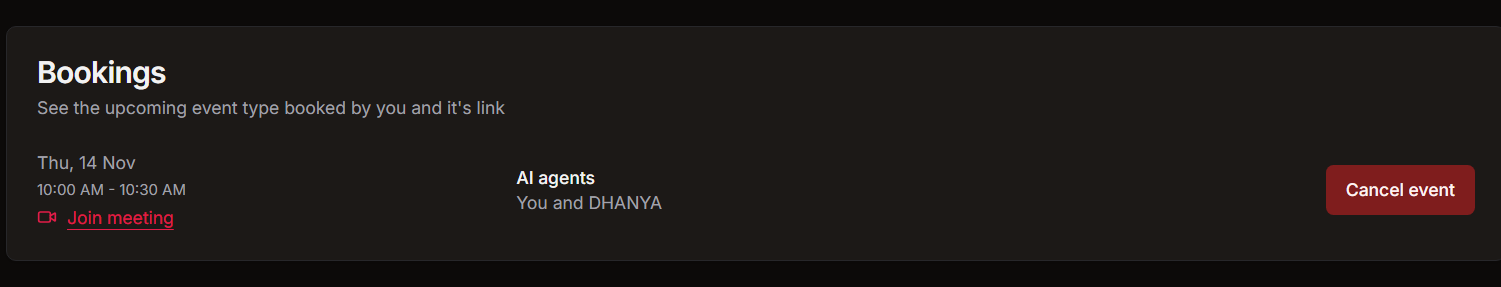 Bookings
See the upcoming event type booked by you and it's link
Thu, 14 Nov
10:00 AM - 10:30 AM
Join meeting
AI agents
You and DHANYA
Cancel event